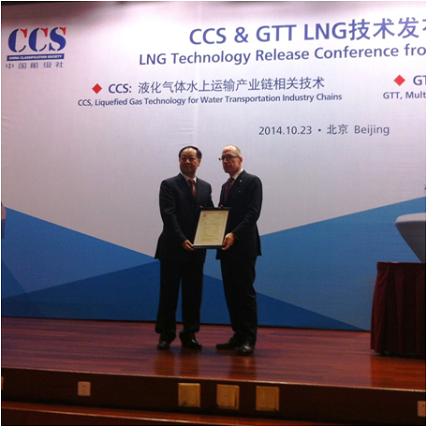 CCS
CHINA CLASSIFICATION SOCIETY
中国船级社
CCS & GTT LNG技术发布
LNG Technology Release Conference from
CCS: 液化气体水上运输产业链相关技术
CCS, Liquefied Gas Technology for Water Transportation Industry Chains
GT
GTT, Mult
2014.10.23 · 北京 Beijing